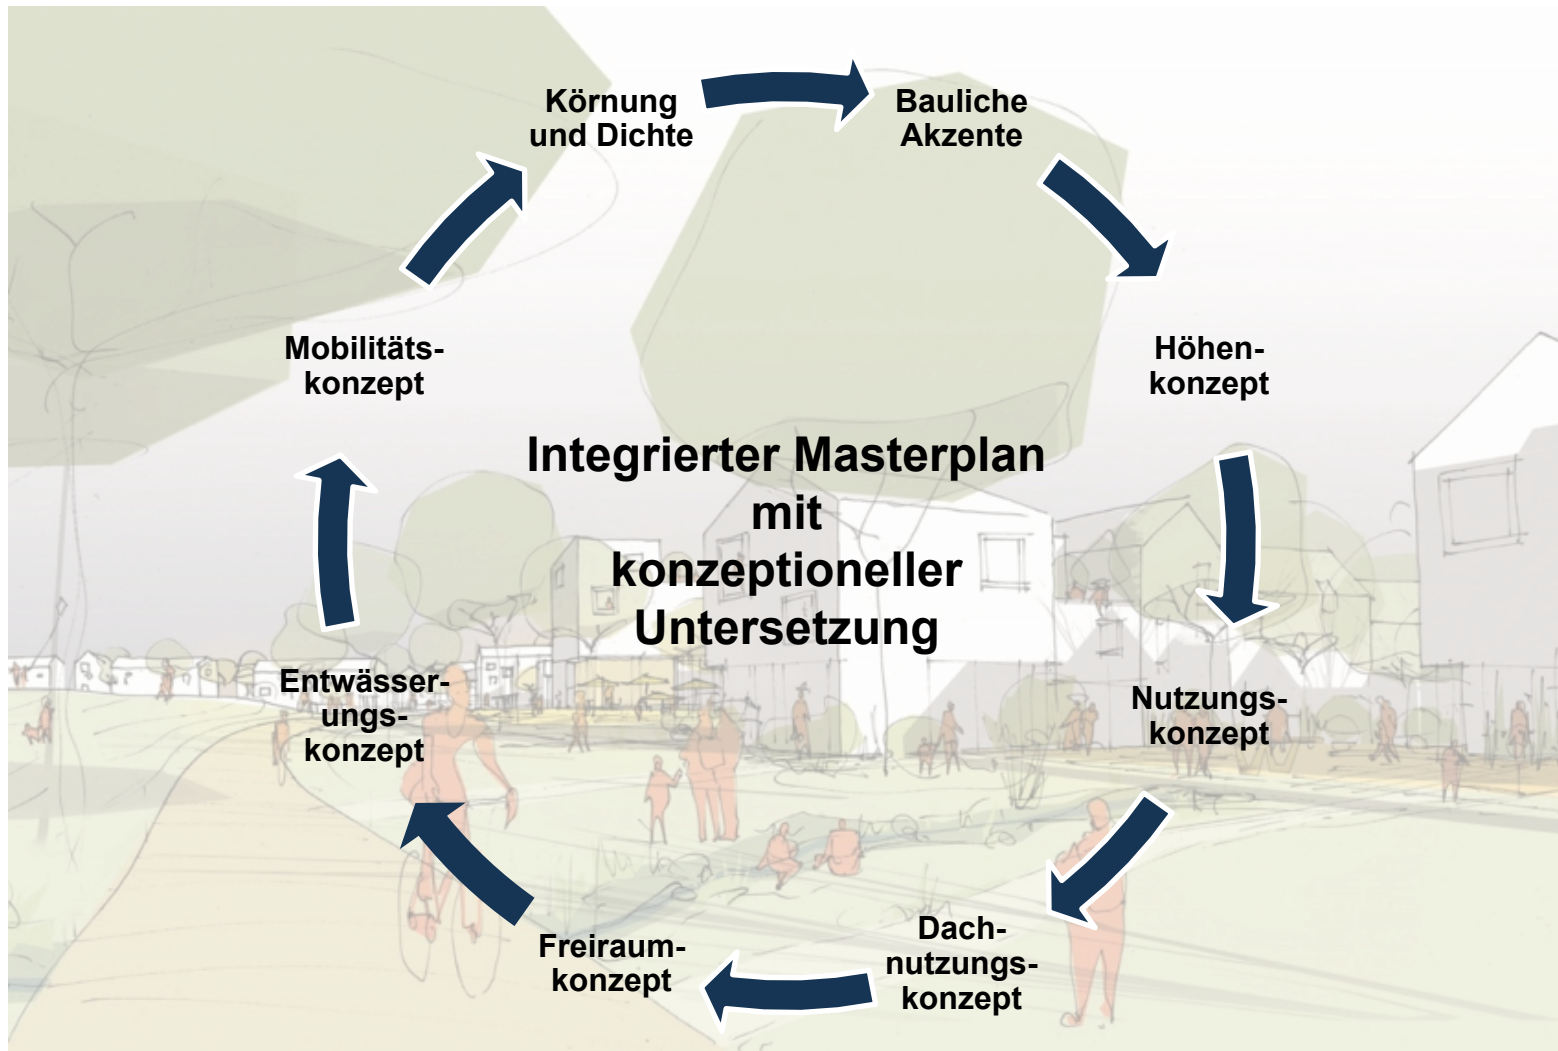 Körnung
und Dichte
Bauliche
Akzente
Höhen-
konzept
Nutzungs-
konzept
Dach-
nutzungs-
konzept
Freiraum-
konzept
Entwässer-
ungs-
konzept
Mobilitäts-
konzept
Integrierter Masterplan
mit
konzeptioneller
Untersetzung